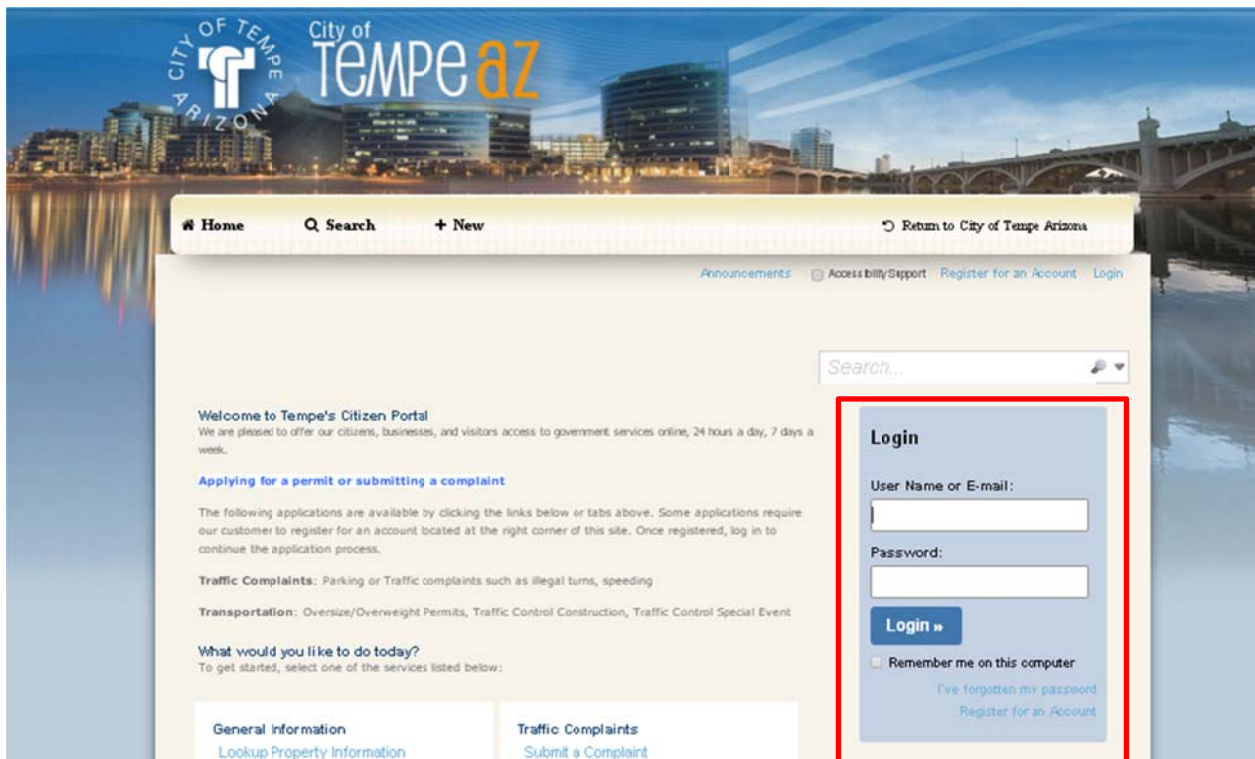 CITY OF TEMPE ARIZONA
City of
TEMPE az
Home Search + New Return to City of Tempe Arizona
Announcements Accessibility Support Register for an Account Login
Search...
Welcome to Tempe's Citizen Portal
We are pleased to offer our citizens, businesses, and visitors access to government services online, 24 hours a day, 7 days a
week.
Applying for a permit or submitting a complaint
The following applications are available by clicking the links below or tabs above. Some applications require
our customer to register for an account located at the right corner of this site. Once registered, log in to
continue the application process.
Traffic Complaints: Parking or Traffic complaints such as illegal turns, speeding
Transportation: Oversize/Overweight Permits, Traffic Control Construction, Traffic Control Special Event
What would you like to do today?
To get started, select one of the services listed below:
General Information
Lookup Property Information
Traffic Complaints
Submit a Complaint
Login
User Name or E-mail:
Password:
Login »
Remember me on this computer
I've forgotten my password
Register for an Account